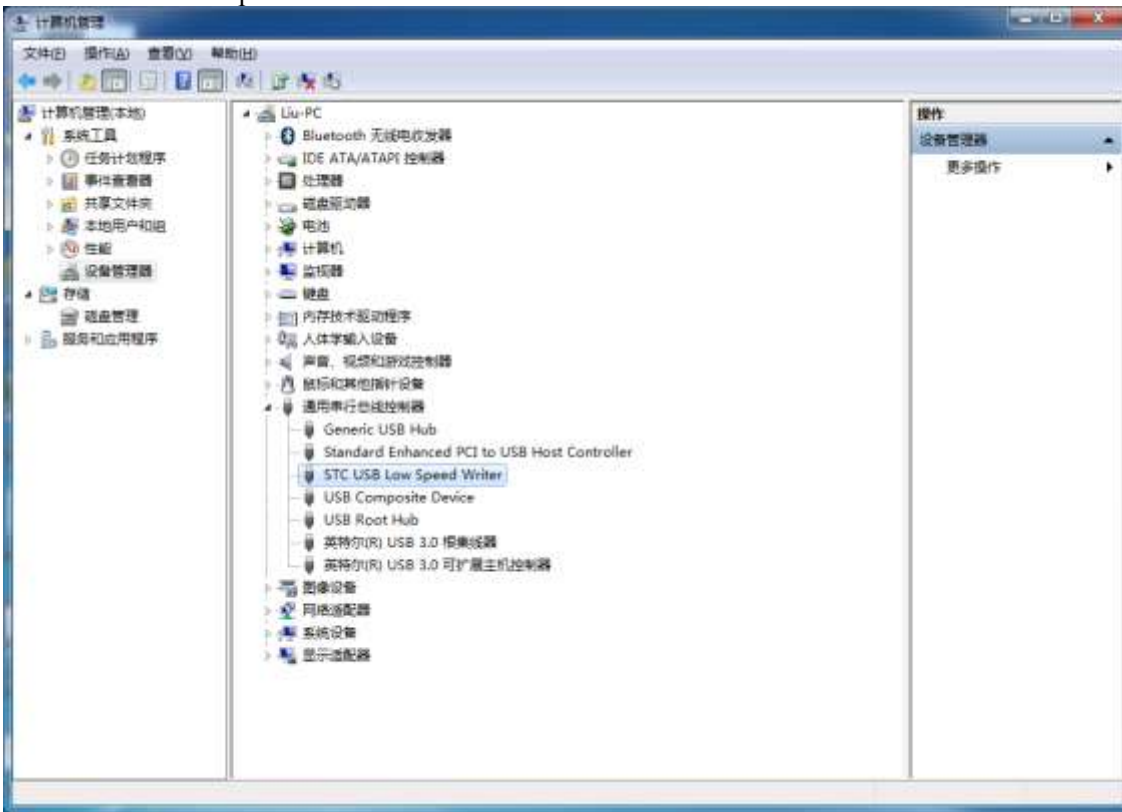 计算机管理
文件(F) 操作(A) 查看(V) 帮助(H)
计算机管理(本地)
系统工具
任务计划程序
事件查看器
共享文件夹
本地用户和组
性能
设备管理器
存储
磁盘管理
服务和应用程序
Liu-PC
Bluetooth 无线电收发器
IDE ATA/ATAPI 控制器
处理器
磁盘驱动器
电池
计算机
监视器
键盘
内存技术驱动程序
人体学输入设备
声音、视频和游戏控制器
鼠标和其他指针设备
通用串行总线控制器
Generic USB Hub
Standard Enhanced PCI to USB Host Controller
STC USB Low Speed Writer
USB Composite Device
USB Root Hub
英特尔(R) USB 3.0 根集线器
英特尔(R) USB 3.0 可扩展主机控制器
图像设备
网络适配器
系统设备
显示适配器
操作
设备管理器
更多操作